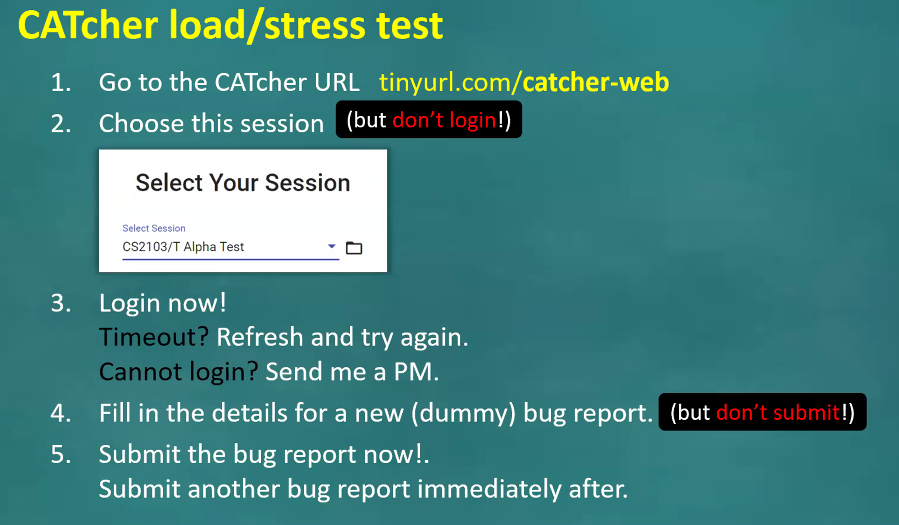 CATcher load/stress test
1. Go to the CATcher URL tinyurl.com/catcher-web
2. Choose this session (but don't login!)
Select Your Session
Select Session
CS2103/T Alpha Test
3. Login now!
Timeout? Refresh and try again.
Cannot login? Send me a PM.
4. Fill in the details for a new (dummy) bug report. (but don't submit!)
5. Submit the bug report now!.
Submit another bug report immediately after.